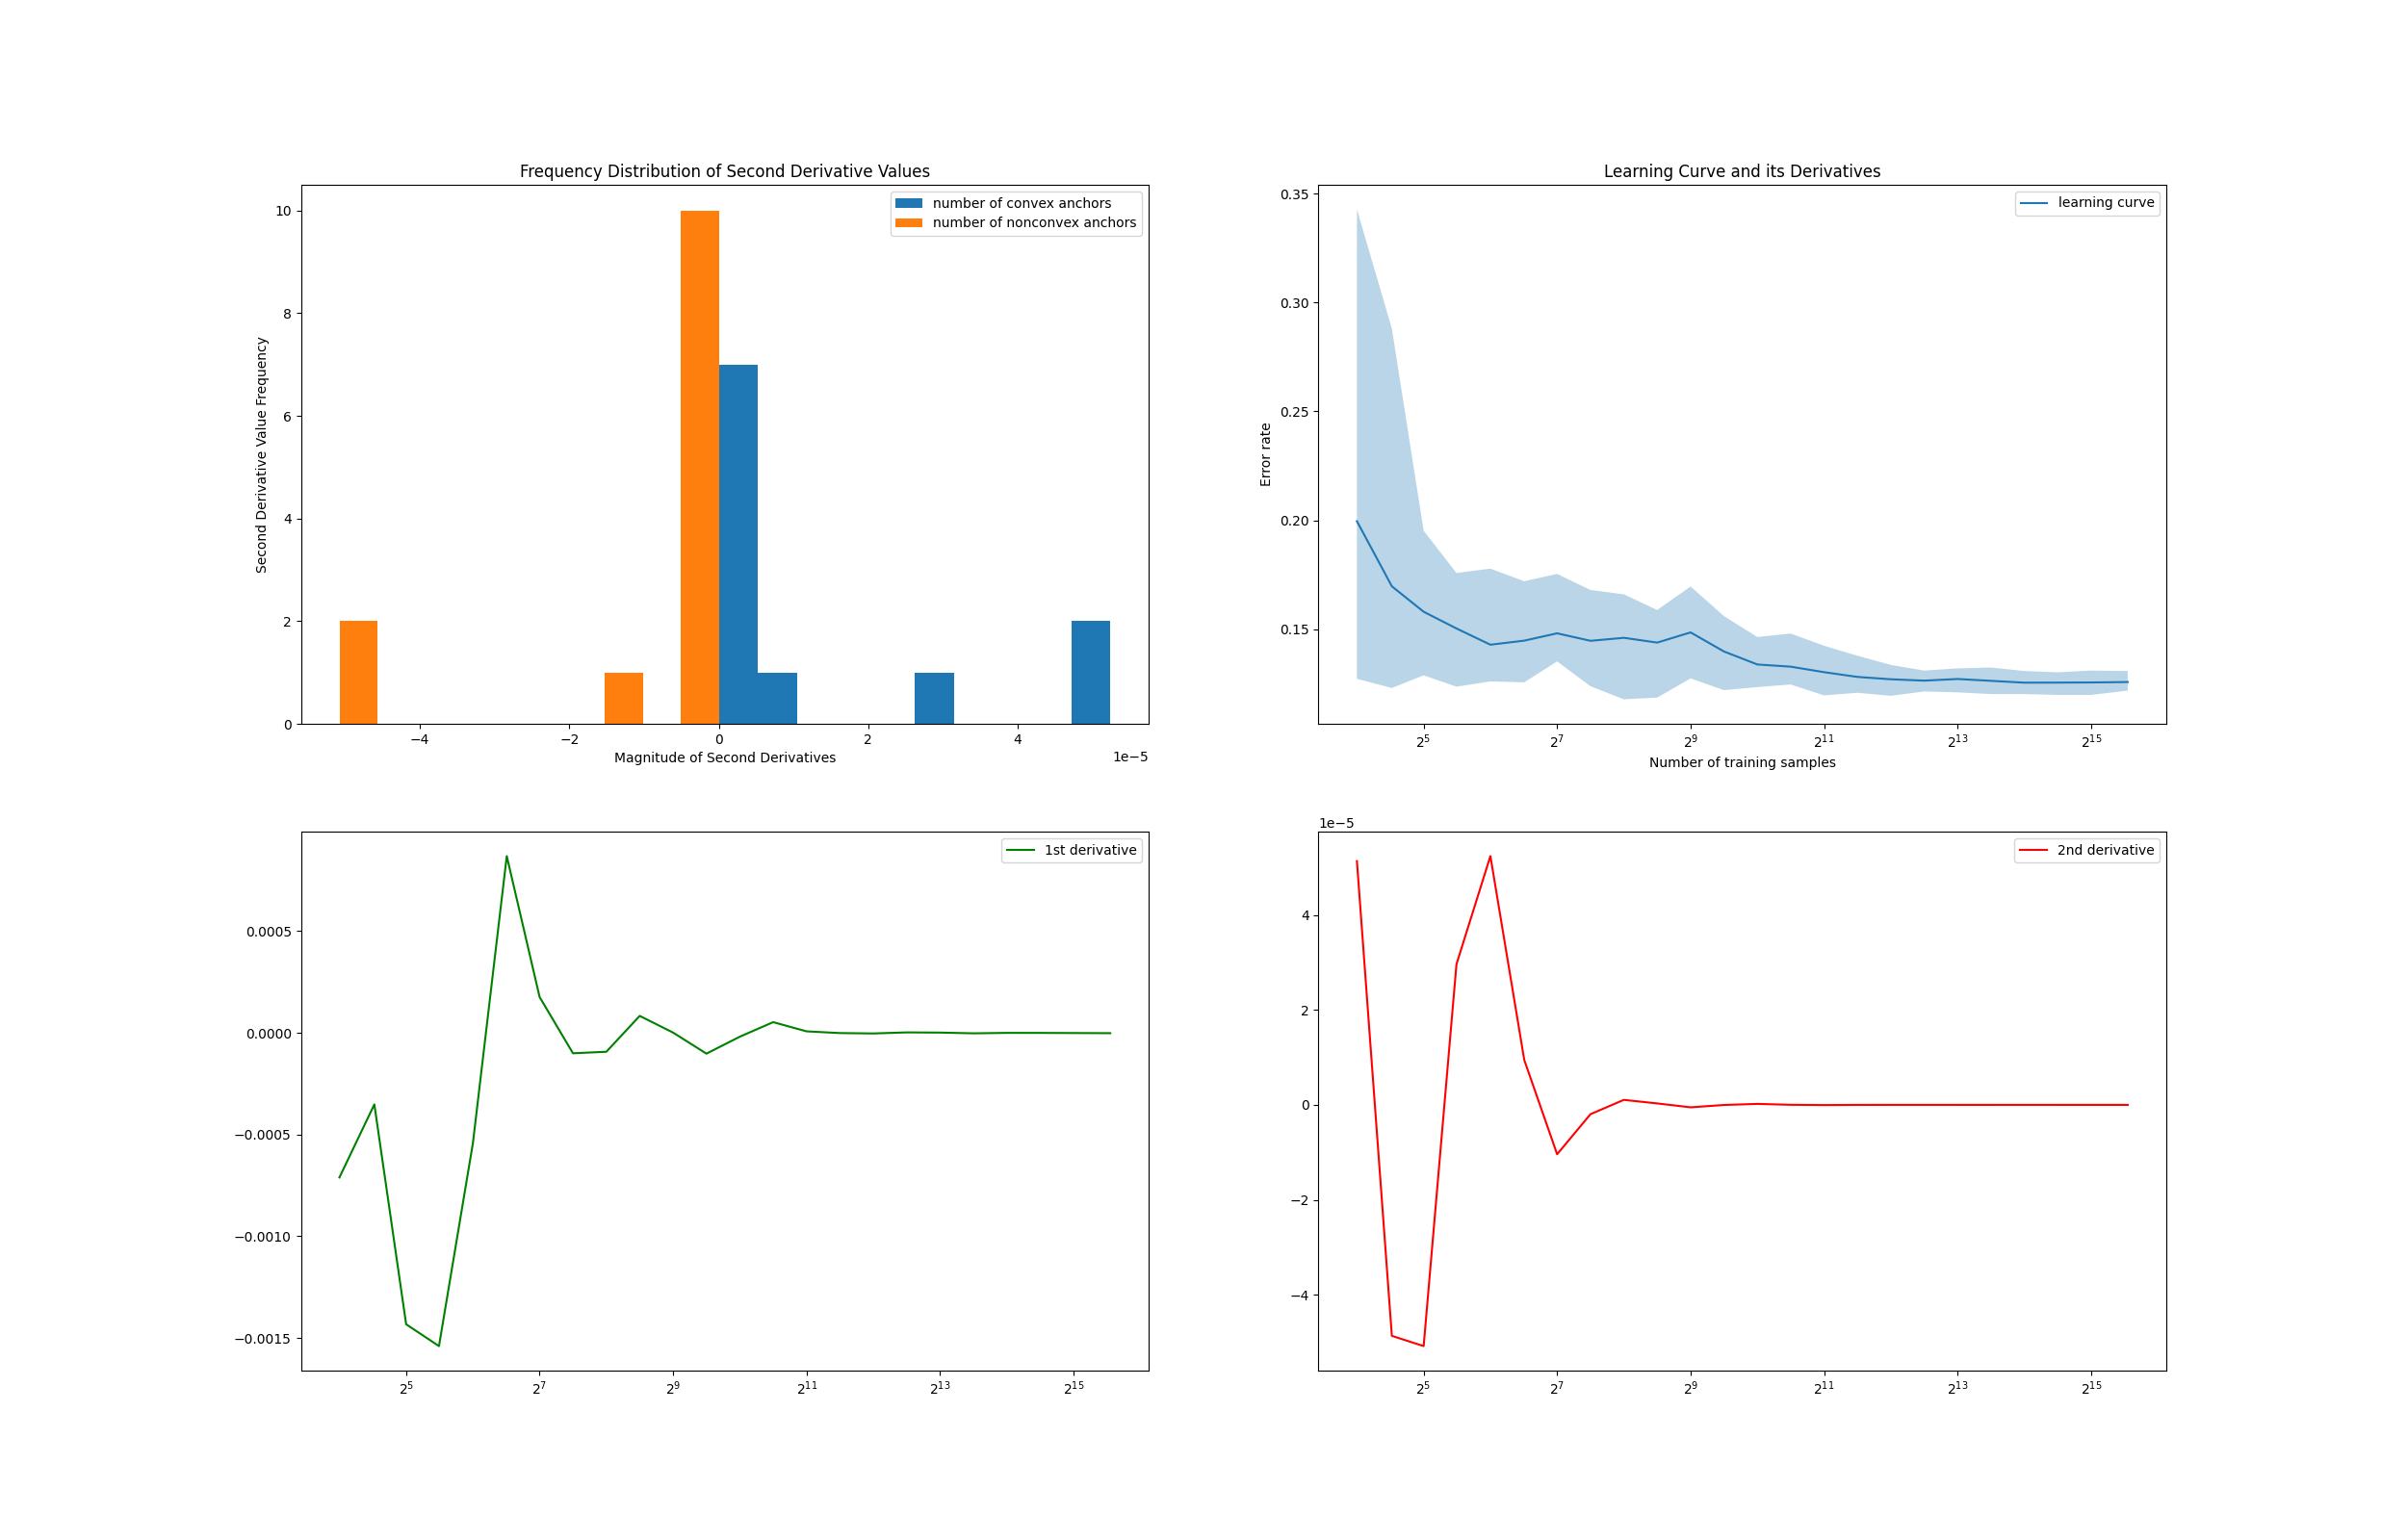 Frequency Distribution of Second Derivative Values
number of convex anchors
number of nonconvex anchors
Second Derivative Value Frequency
10
8
6
4
2
0
−4 −2 0 2 4
1e−5
Magnitude of Second Derivatives
Learning Curve and its Derivatives
learning curve
Error rate
0.35
0.30
0.25
0.20
0.15
2^5 2^7 2^9 2^11 2^13 2^15
Number of training samples
1st derivative
0.0005
0.0000
−0.0005
−0.0010
−0.0015
2^5 2^7 2^9 2^11 2^13 2^15
1e−5
2nd derivative
4
2
0
−2
−4
2^5 2^7 2^9 2^11 2^13 2^15